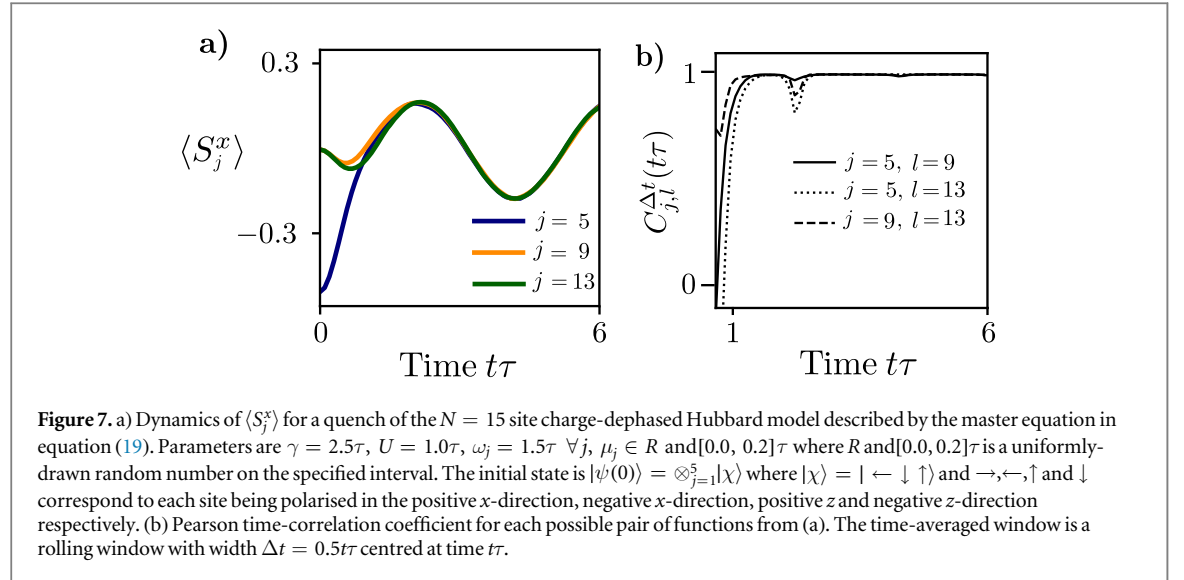 a)
0.3
⟨S_j^x⟩
−0.3
j = 5
j = 9
j = 13
0
6
Time tτ
b)
1
C_{j,l}^{Δt}(tτ)
0
j = 5, l = 9
j = 5, l = 13
j = 9, l = 13
1
6
Time tτ
Figure 7. a) Dynamics of ⟨S_j^x⟩ for a quench of the N = 15 site charge-dephased Hubbard model described by the master equation in
equation (19). Parameters are γ = 2.5τ, U = 1.0τ, ω_j = 1.5τ ∀ j, μ_j ∈ R and[0.0, 0.2]τ where R and[0.0, 0.2]τ is a uniformly-
drawn random number on the specified interval. The initial state is |ψ(0)⟩ = ⊗_{j=1}^5|χ⟩ where |χ⟩ = | ← ↓ ↑⟩ and →,←,↑ and ↓
correspond to each site being polarised in the positive x-direction, negative x-direction, positive z and negative z-direction
respectively. (b) Pearson time-correlation coefficient for each possible pair of functions from (a). The time-averaged window is a
rolling window with width Δt = 0.5tτ centred at time tτ.